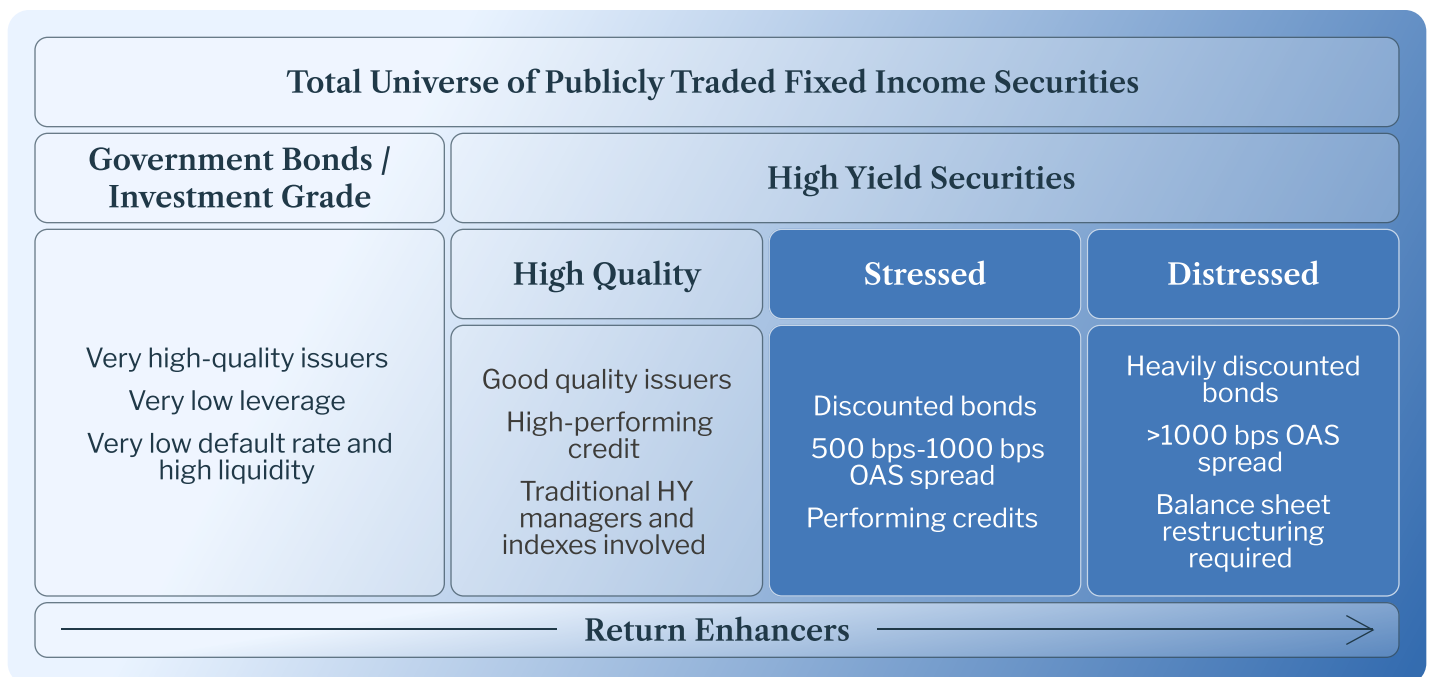 Total Universe of Publicly Traded Fixed Income Securities
Government Bonds /
Investment Grade
High Yield Securities
Very high-quality issuers
Very low leverage
Very low default rate and
high liquidity
High Quality
Good quality issuers
High-performing
credit
Traditional HY
managers and
indexes involved
Stressed
Discounted bonds
500 bps-1000 bps
OAS spread
Performing credits
Distressed
Heavily discounted
bonds
>1000 bps OAS
spread
Balance sheet
restructuring
required
Return Enhancers